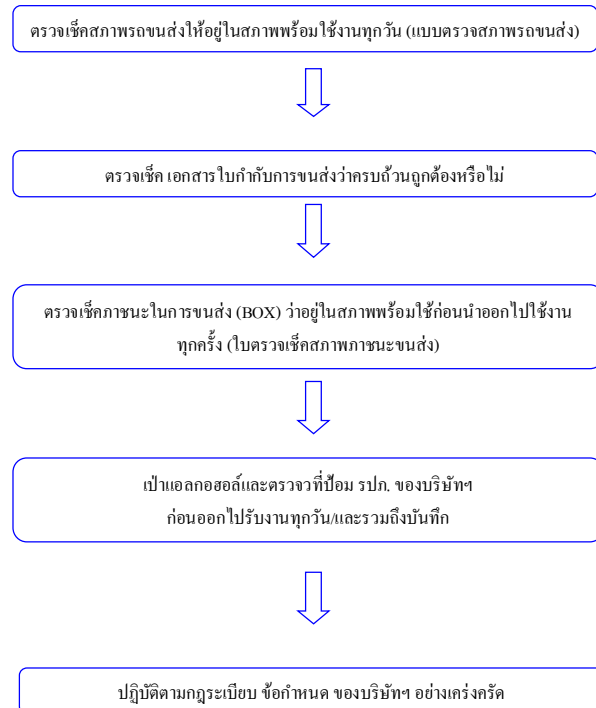 ตรวจเช็คสภาพรถขนส่งให้อยู่ในสภาพพร้อมใช้งานทุกวัน (แบบตรวจสภาพรถขนส่ง)
ตรวจเช็ค เอกสารใบกำกับการขนส่งว่าครบถ้วนถูกต้องหรือไม่
ตรวจเช็คภาชนะในการขนส่ง (BOX) ว่าอยู่ในสภาพพร้อมใช้ก่อนนำออกไปใช้งาน
ทุกครั้ง (ใบตรวจเช็คสภาพภาชนะขนส่ง)
เป่าแอลกอฮอล์และตรวจวที่ป้อม รปภ. ของบริษัทฯ
ก่อนออกไปรับงานทุกวัน/และรวมถึงบันทึก
ปฏิบัติตามกฎระเบียบ ข้อกำหนด ของบริษัทฯ อย่างเคร่งครัด